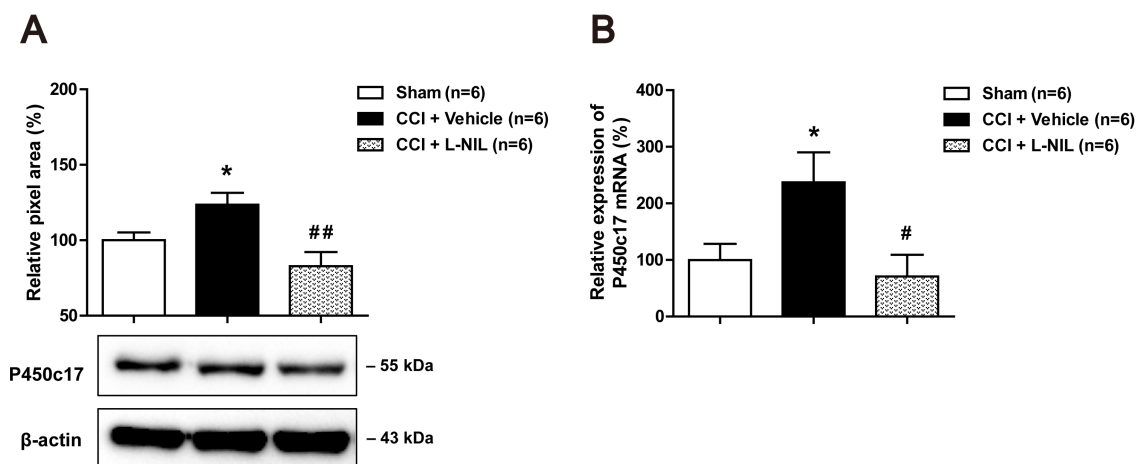 A
Relative pixel area (%)
200
150
100
50
*
##
Sham (n=6)
CCI + Vehicle (n=6)
CCI + L-NIL (n=6)
P450c17
– 55 kDa
β-actin
– 43 kDa
B
Relative expression of
P450c17 mRNA (%)
400
300
200
100
0
*
#
Sham (n=6)
CCI + Vehicle (n=6)
CCI + L-NIL (n=6)